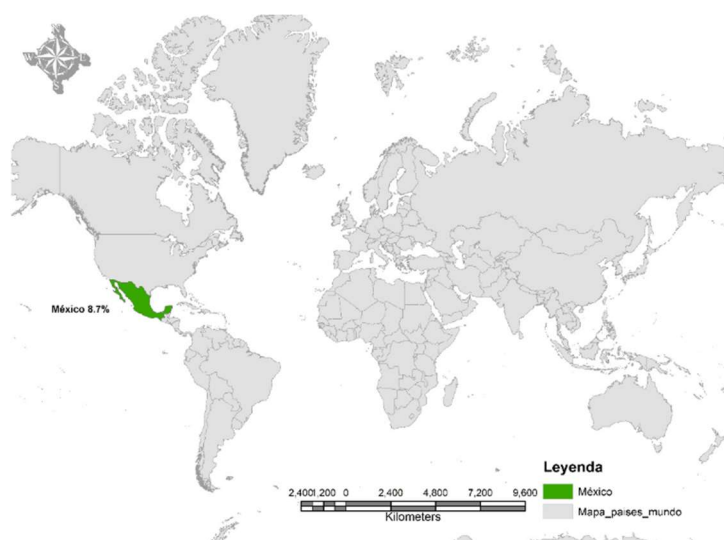 México 8.7%
Leyenda
México
Mapa_paises_mundo
2,400 1,200 0 2,400 4,800 7,200 9,600
Kilometers